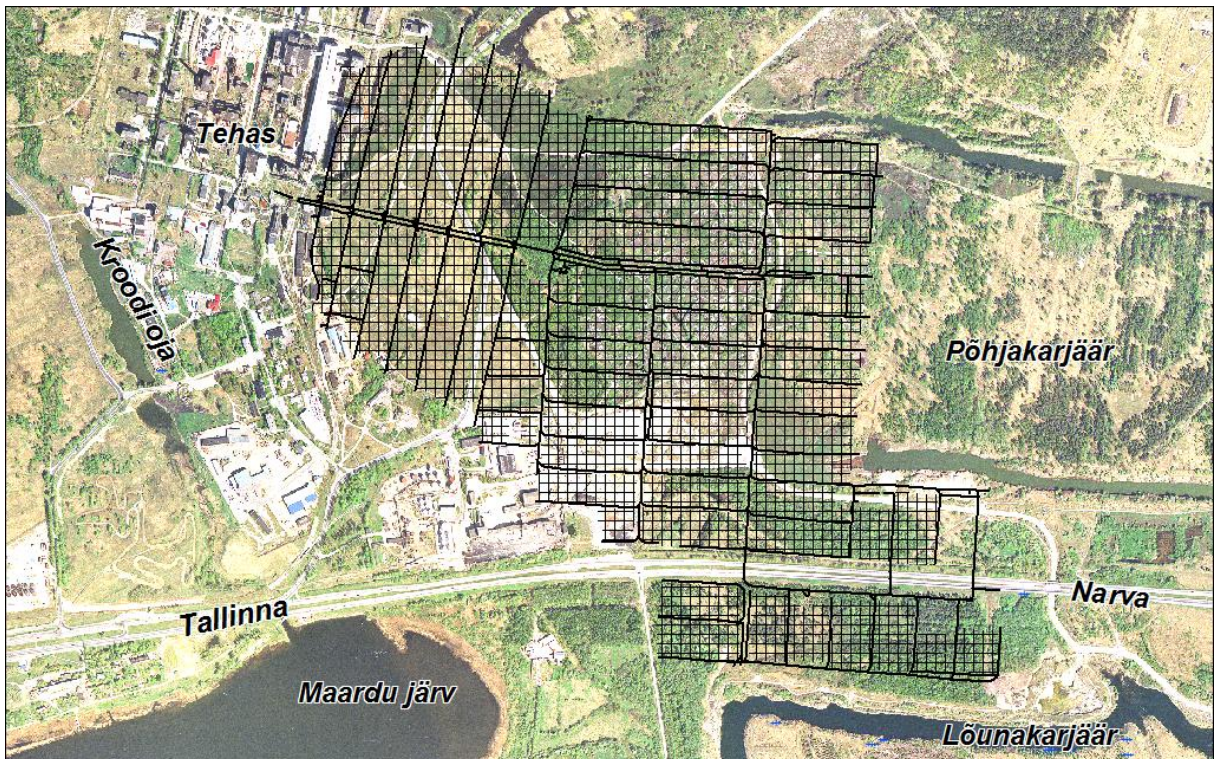 Tehas
Kroodi oja
Põhjakarjäär
Narva
Tallinna
Maardu järv
Lõunakarjäär